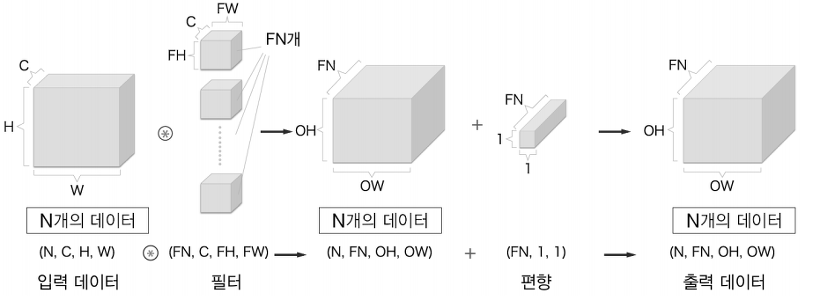 C
FW
FH
FN개
C
H
W
⊛
FN
OH
OW
+
FN
1
1
FN
OH
OW
N개의 데이터
N개의 데이터
N개의 데이터
(N, C, H, W) ⊛ (FN, C, FH, FW) → (N, FN, OH, OW) + (FN, 1, 1) → (N, FN, OH, OW)
입력 데이터 필터 편향 출력 데이터